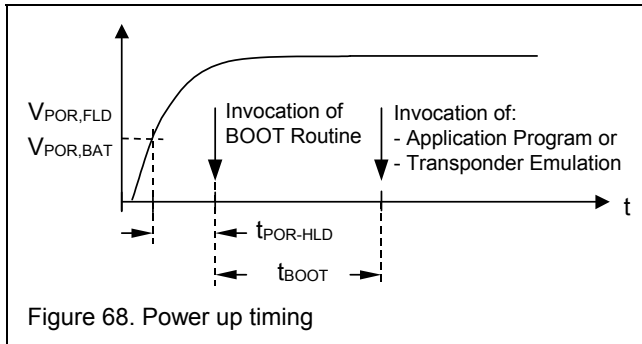 VPOR,FLD
VPOR,BAT
Invocation of
BOOT Routine
Invocation of:
- Application Program or
- Transponder Emulation
t
tPOR-HLD
tBOOT
Figure 68. Power up timing